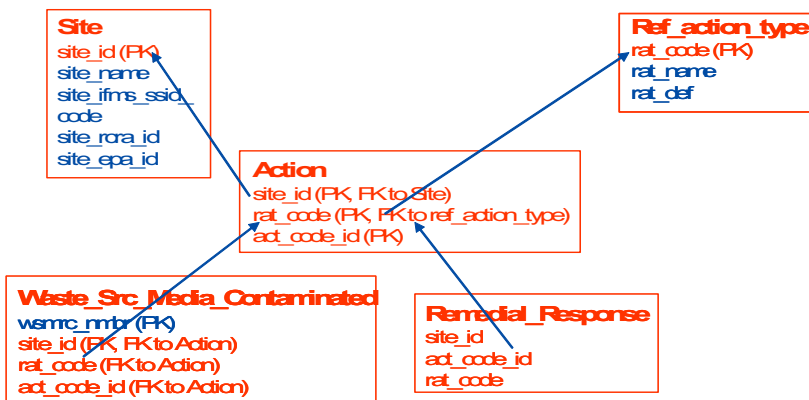 Site
site_id (PK)
site_name
site_ifms_ssid_
code
site_rcra_id
site_epa_id
Ref_action_type
rat_code (PK)
rat_name
rat_def
Action
site_id (PK, FK to Site)
rat_code (PK, FK to ref_action_type)
act_code_id (PK)
Waste_Src_Media_Contaminated
wsmrc_nmbr (PK)
site_id (PK, FK to Action)
rat_code (FK to Action)
act_code_id (FK to Action)
Remedial_Response
site_id
act_code_id
rat_code